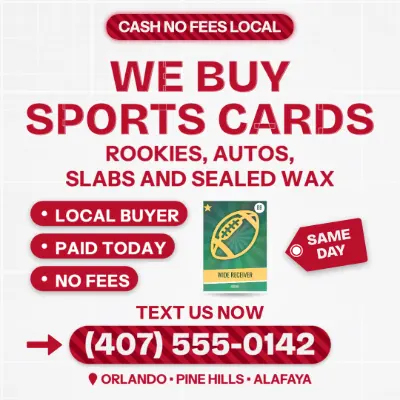 CASH NO FEES LOCAL
WE BUY
SPORTS CARDS
ROOKIES, AUTOS,
SLABS AND SEALED WAX
• LOCAL BUYER
• PAID TODAY
• NO FEES
WIDE RECEIVER
SAME
DAY
TEXT US NOW
(407) 555-0142
ORLANDO • PINE HILLS • ALAFAYA